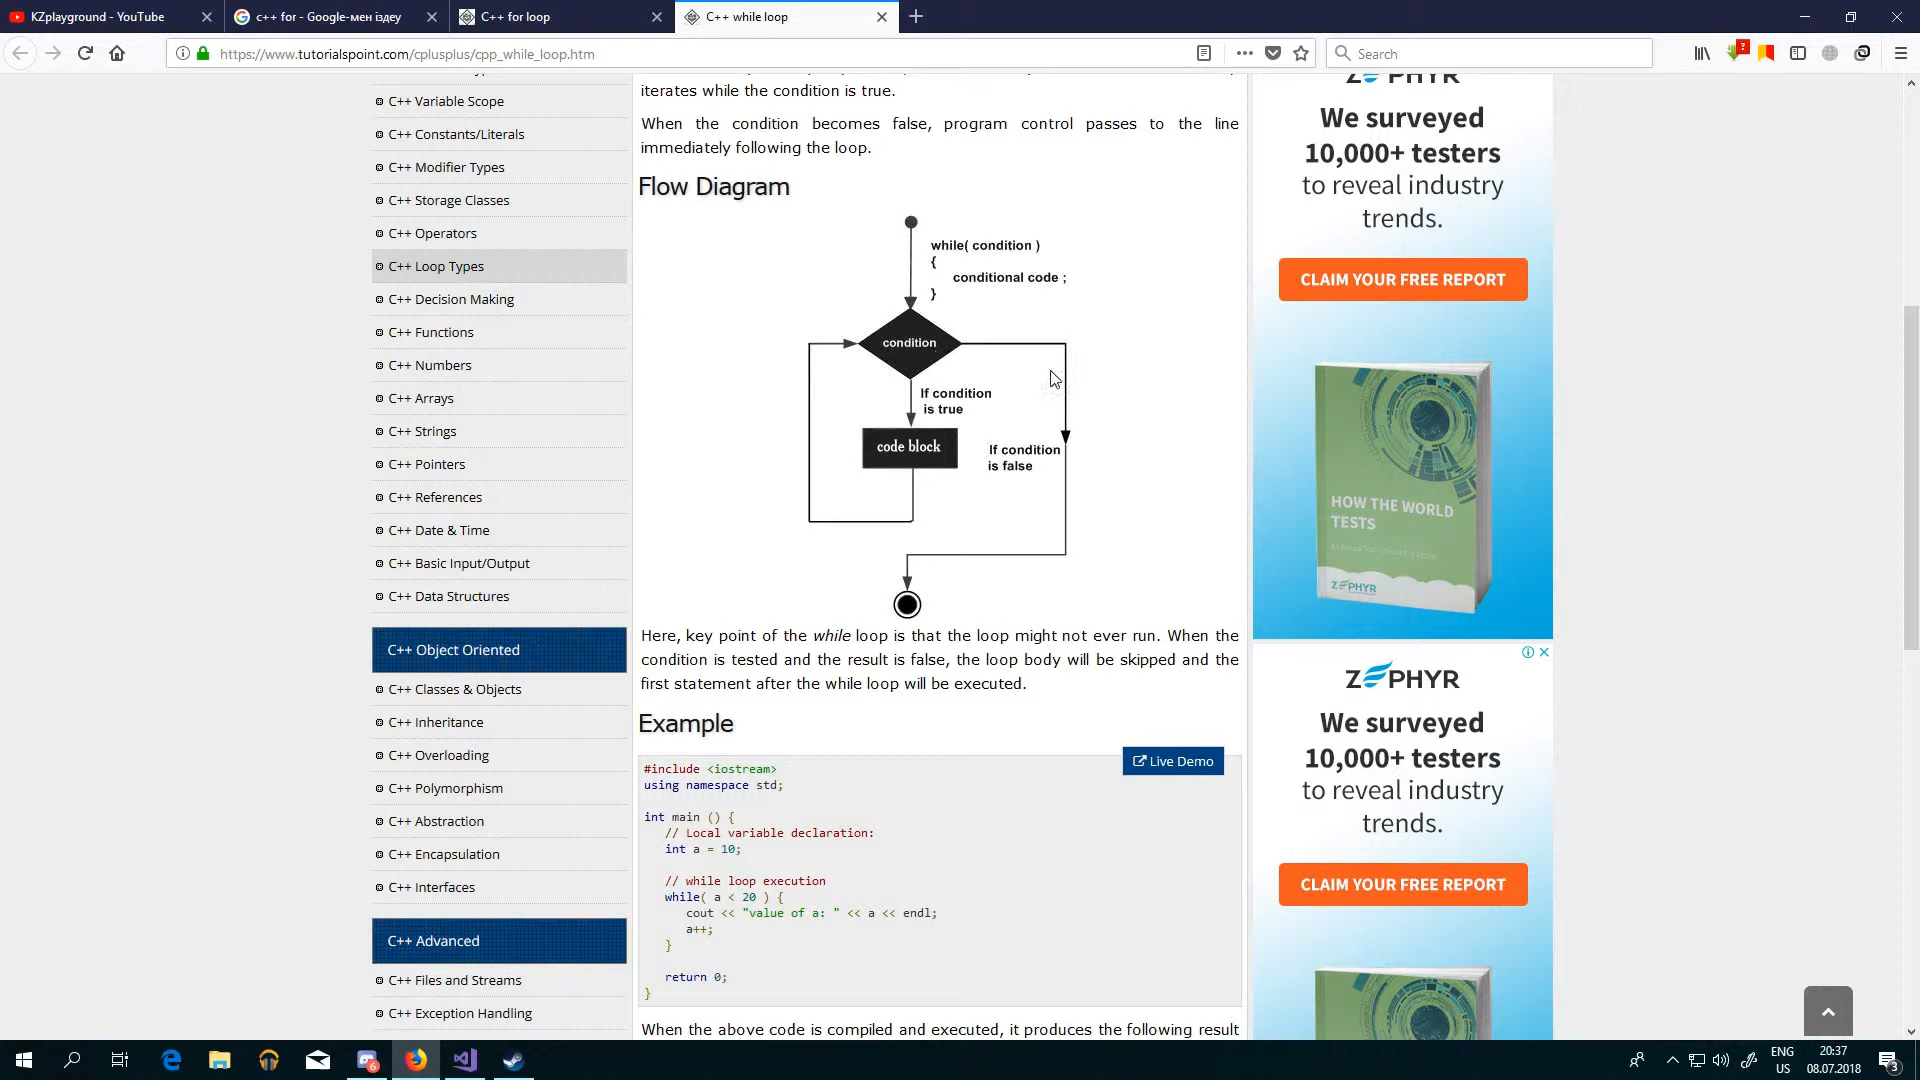 KZplayground - YouTube
c++ for - Google-мен іздеу
C++ for loop
C++ while loop
https://www.tutorialspoint.com/cplusplus/cpp_while_loop.htm
Search
C++ Variable Scope
C++ Constants/Literals
C++ Modifier Types
C++ Storage Classes
C++ Operators
C++ Loop Types
C++ Decision Making
C++ Functions
C++ Numbers
C++ Arrays
C++ Strings
C++ Pointers
C++ References
C++ Date & Time
C++ Basic Input/Output
C++ Data Structures
C++ Object Oriented
C++ Classes & Objects
C++ Inheritance
C++ Overloading
C++ Polymorphism
C++ Abstraction
C++ Encapsulation
C++ Interfaces
C++ Advanced
C++ Files and Streams
C++ Exception Handling
iterates while the condition is true.
When the condition becomes false, program control passes to the line
immediately following the loop.
Flow Diagram
while( condition )
{
conditional code ;
}
condition
If condition
is true
code block
If condition
is false
Here, key point of the while loop is that the loop might not ever run. When the
condition is tested and the result is false, the loop body will be skipped and the
first statement after the while loop will be executed.
Example
Live Demo
#include <iostream>
using namespace std;
int main () {
// Local variable declaration:
int a = 10;
// while loop execution
while( a < 20 ) {
cout << "value of a: " << a << endl;
a++;
}
return 0;
}
When the above code is compiled and executed, it produces the following result
ZEPHYR
We surveyed
10,000+ testers
to reveal industry
trends.
CLAIM YOUR FREE REPORT
HOW THE WORLD
TESTS
ZEPHYR
ZEPHYR
We surveyed
10,000+ testers
to reveal industry
trends.
CLAIM YOUR FREE REPORT
6
ENG
US
20:37
08.07.2018
3